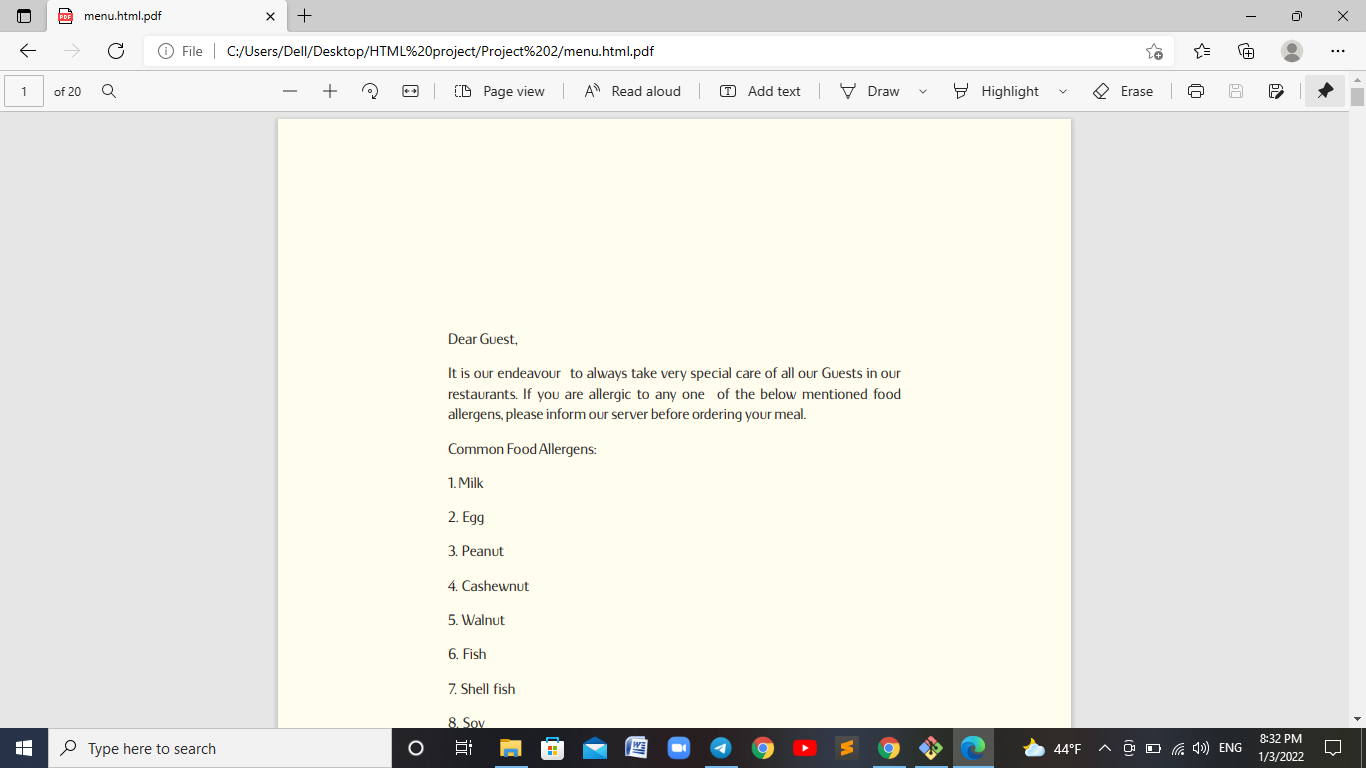 menu.html.pdf
File
C:/Users/Dell/Desktop/HTML%20project/Project%202/menu.html.pdf
1 of 20
Page view
Read aloud
Add text
Draw
Highlight
Erase
Dear Guest,
It is our endeavour to always take very special care of all our Guests in our
restaurants. If you are allergic to any one of the below mentioned food
allergens, please inform our server before ordering your meal.
Common Food Allergens:
1. Milk
2. Egg
3. Peanut
4. Cashewnut
5. Walnut
6. Fish
7. Shell fish
8. Soy
Type here to search
44°F
ENG
8:32 PM
1/3/2022